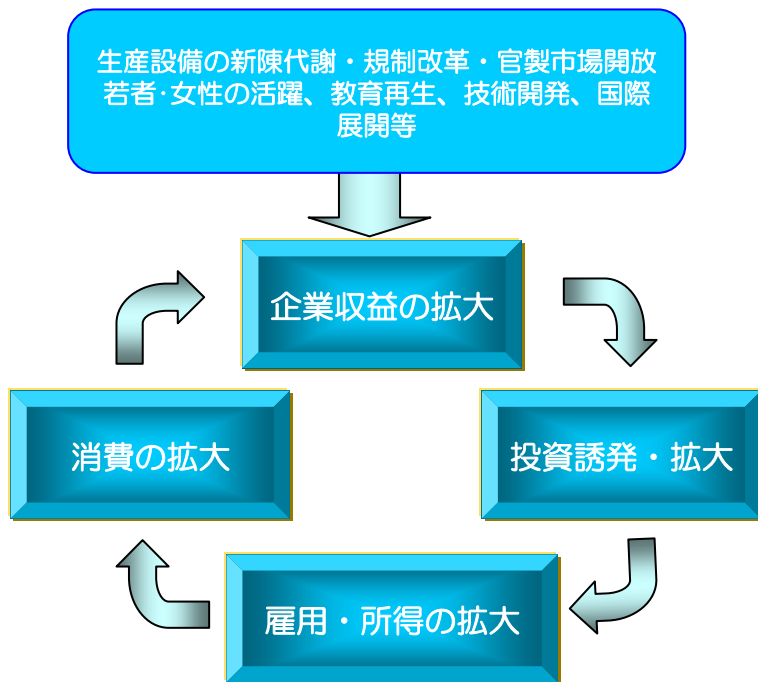 生産設備の新陳代謝・規制改革・官製市場開放
若者･女性の活躍、教育再生、技術開発、国際
展開等
企業収益の拡大
投資誘発・拡大
雇用・所得の拡大
消費の拡大